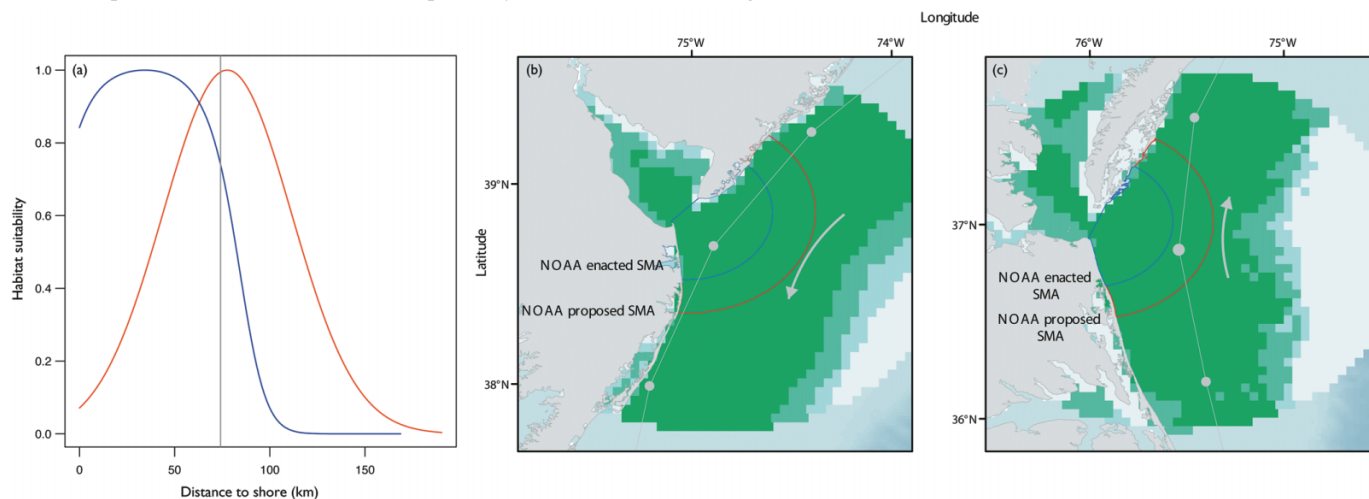 Longitude
75°W
74°W
76°W
75°W
(a)
(b)
(c)
1.0
0.8
0.6
0.4
0.2
0.0
Habitat suitability
0
50
100
150
Distance to shore (km)
39°N
38°N
Latitude
NOAA enacted SMA
NOAA proposed SMA
37°N
36°N
NOAA enacted
SMA
NOAA proposed
SMA